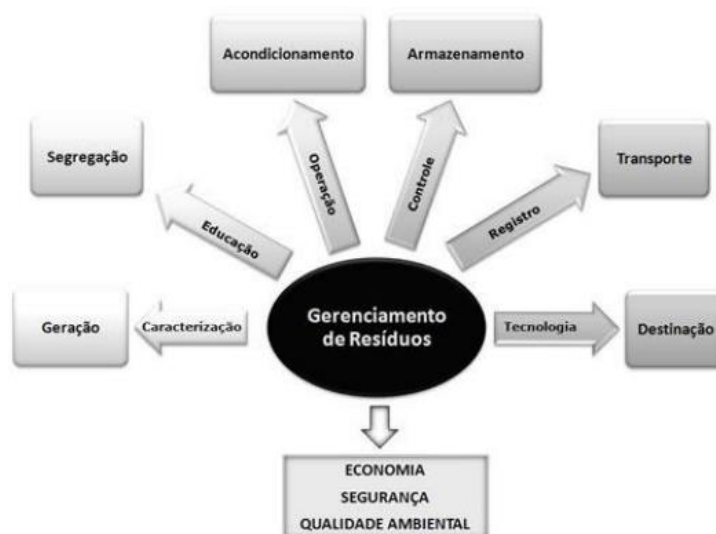 Acondicionamento
Armazenamento
Segregação
Transporte
Operação
Controle
Educação
Registro
Geração
Caracterização
Gerenciamento
de Resíduos
Tecnologia
Destinação
ECONOMIA
SEGURANÇA
QUALIDADE AMBIENTAL